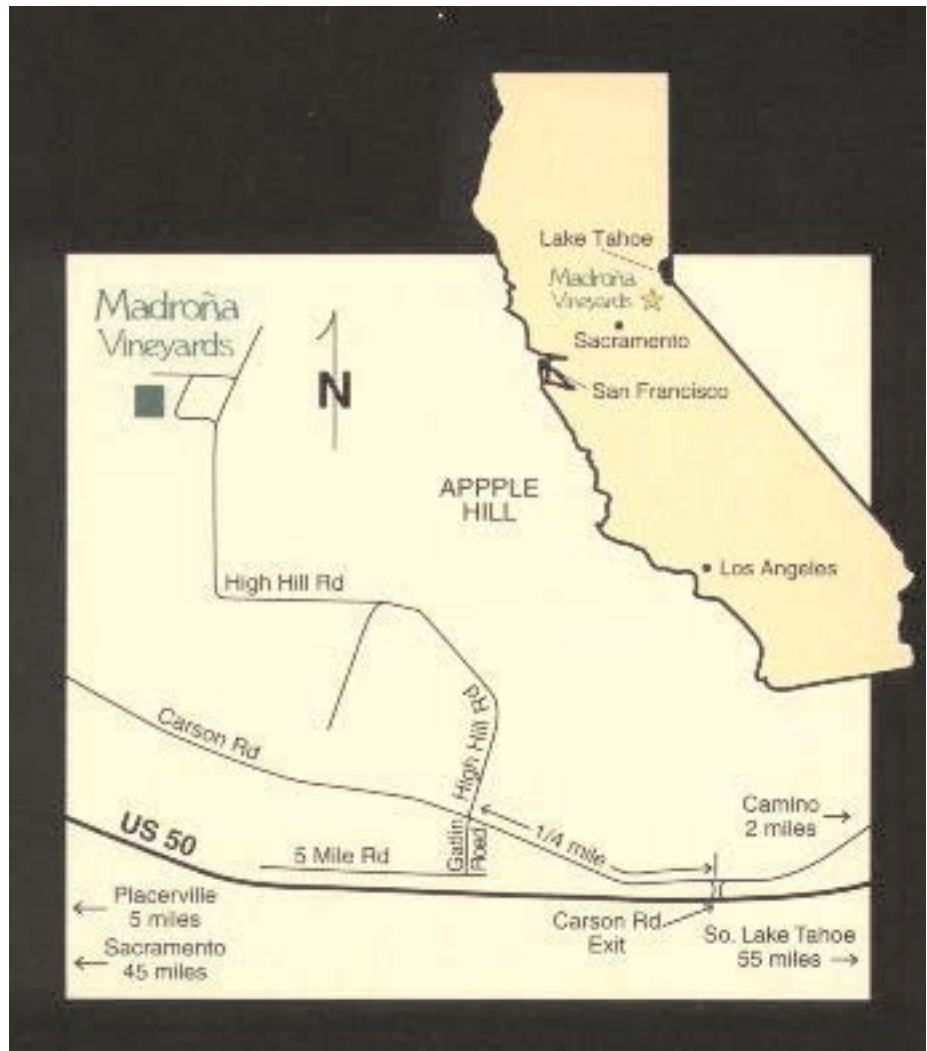 Lake Tahoe
Madroña
Vineyards
Sacramento
San Francisco
Los Angeles
Madroña
Vineyards
N
APPPLE
HILL
High Hill Rd
High Hill Rd
Carson Rd
US 50
5 Mile Rd
Gatlin
Road
1/4 mile
Camino
2 miles
Placerville
5 miles
Sacramento
45 miles
Carson Rd
Exit
So. Lake Tahoe
55 miles